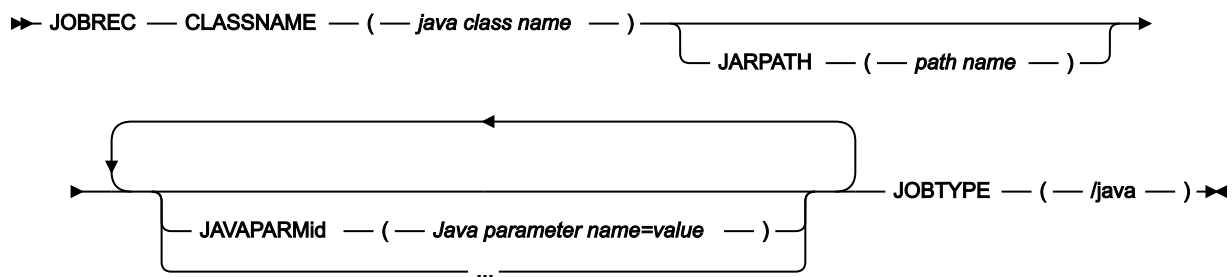 JOBREC CLASSNAME ( java class name )
JARPATH ( path name )
JOBTYPE ( /java )
JAVAPARMid ( Java parameter name=value )
...